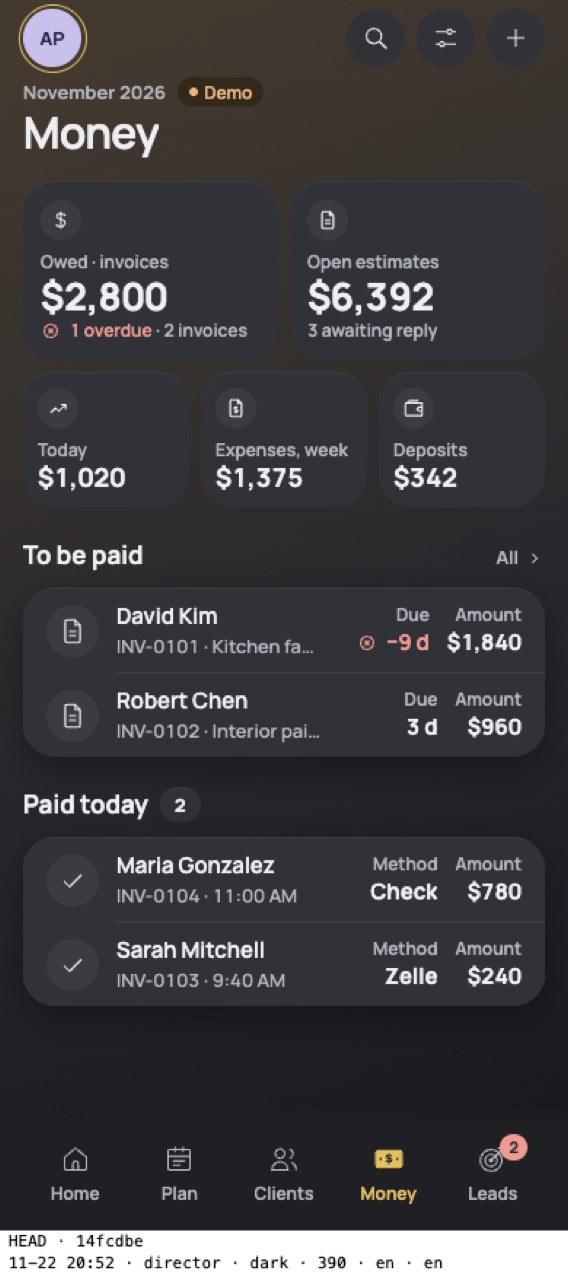 AP
November 2026 Demo
Money
$
Owed · invoices
$2,800
1 overdue · 2 invoices
Open estimates
$6,392
3 awaiting reply
Today
$1,020
$
Expenses, week
$1,375
Deposits
$342
To be paid
All
David Kim
INV-0101 · Kitchen fa...
Due
−9 d
Amount
$1,840
Robert Chen
INV-0102 · Interior pai...
Due
3 d
Amount
$960
Paid today 2
Maria Gonzalez
INV-0104 · 11:00 AM
Method
Check
Amount
$780
Sarah Mitchell
INV-0103 · 9:40 AM
Method
Zelle
Amount
$240
Home
Plan
Clients
$
Money
2
Leads
HEAD · 14fcdbe
11-22 20:52 · director · dark · 390 · en · en